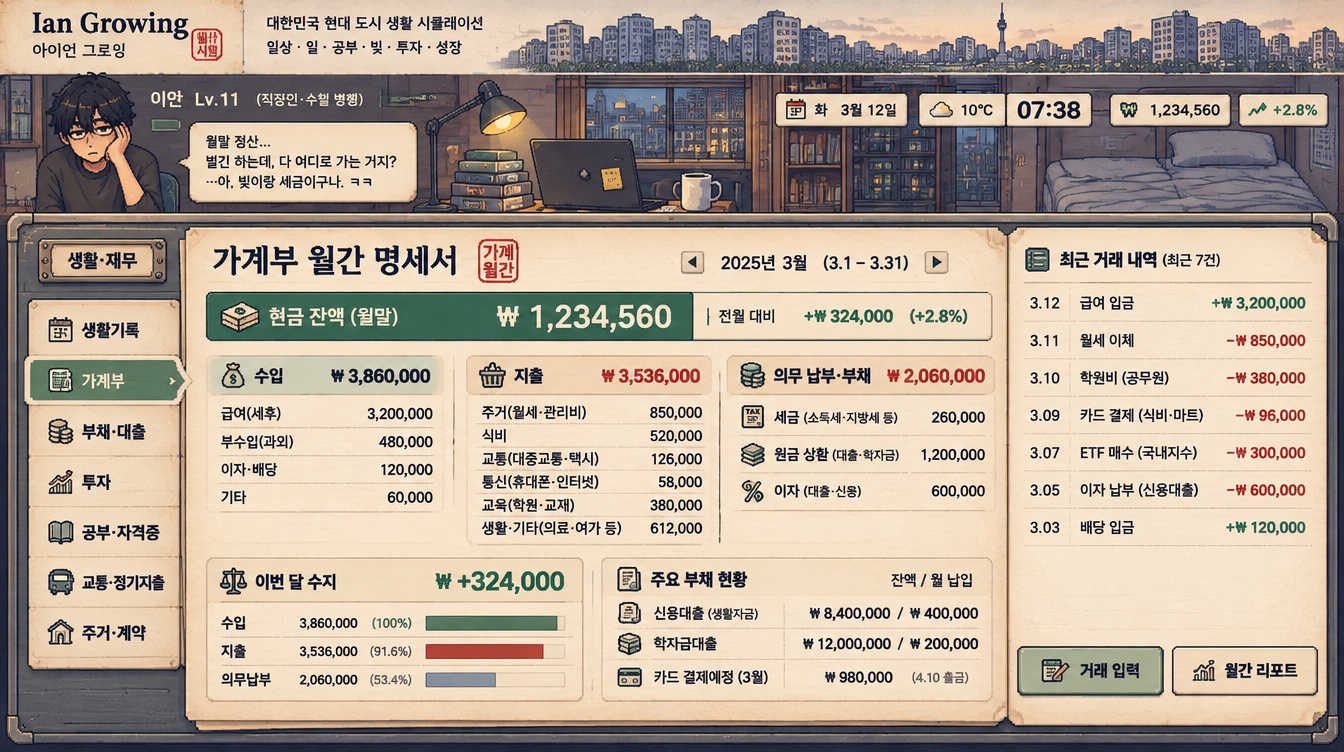 Ian Growing
아이언 그로잉
대한민국 현대 도시 생활 시뮬레이션
일상 · 일 · 공부 · 빚 · 투자 · 성장
이안 Lv.11 (직장인·수험 병행)
월말 정산...
벌긴 하는데, 다 어디로 가는 거지?
…아, 빚이랑 세금이구나. ㅋㅋ
화 3월 12일
10°C
07:38
₩ 1,234,560
+2.8%
생활·재무
생활기록
가계부
부채·대출
투자
공부·자격증
교통·정기지출
주거·계약
가계부 월간 명세서
가계
월간
2025년 3월 (3.1 – 3.31)
현금 잔액 (월말) ₩ 1,234,560
전월 대비 +₩ 324,000 (+2.8%)
수입 ₩ 3,860,000
급여(세후) 3,200,000
부수입(과외) 480,000
이자·배당 120,000
기타 60,000
지출 ₩ 3,536,000
주거(월세·관리비) 850,000
식비 520,000
교통(대중교통·택시) 126,000
통신(휴대폰·인터넷) 58,000
교육(학원·교재) 380,000
생활·기타(의료·여가 등) 612,000
의무 납부·부채 ₩ 2,060,000
TAX
세금 (소득세·지방세 등) 260,000
원금 상환 (대출·학자금) 1,200,000
이자 (대출·신용) 600,000
이번 달 수지 ₩ +324,000
수입 3,860,000 (100%)
지출 3,536,000 (91.6%)
의무납부 2,060,000 (53.4%)
주요 부채 현황 잔액 / 월 납입
신용대출 (생활자금) ₩ 8,400,000 / ₩ 400,000
학자금대출 ₩ 12,000,000 / ₩ 200,000
카드 결제예정 (3월) ₩ 980,000 (4.10 출금)
최근 거래 내역 (최근 7건)
3.12 급여 입금 +₩ 3,200,000
3.11 월세 이체 −₩ 850,000
3.10 학원비 (공무원) −₩ 380,000
3.09 카드 결제 (식비·마트) −₩ 96,000
3.07 ETF 매수 (국내지수) −₩ 300,000
3.05 이자 납부 (신용대출) −₩ 600,000
3.03 배당 입금 +₩ 120,000
거래 입력
월간 리포트